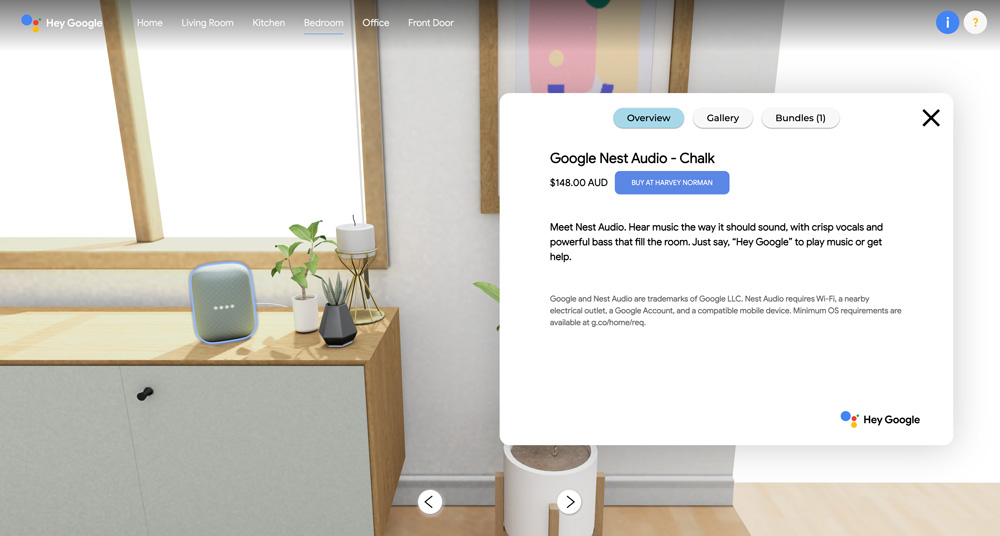 Hey Google
Home Living Room Kitchen Bedroom Office Front Door
i ?
Overview Gallery Bundles (1)
Google Nest Audio - Chalk
$148.00 AUD BUY AT HARVEY NORMAN
Meet Nest Audio. Hear music the way it should sound, with crisp vocals and
powerful bass that fill the room. Just say, “Hey Google” to play music or get
help.
Google and Nest Audio are trademarks of Google LLC. Nest Audio requires Wi-Fi, a nearby
electrical outlet, a Google Account, and a compatible mobile device. Minimum OS requirements are
available at g.co/home/req.
Hey Google